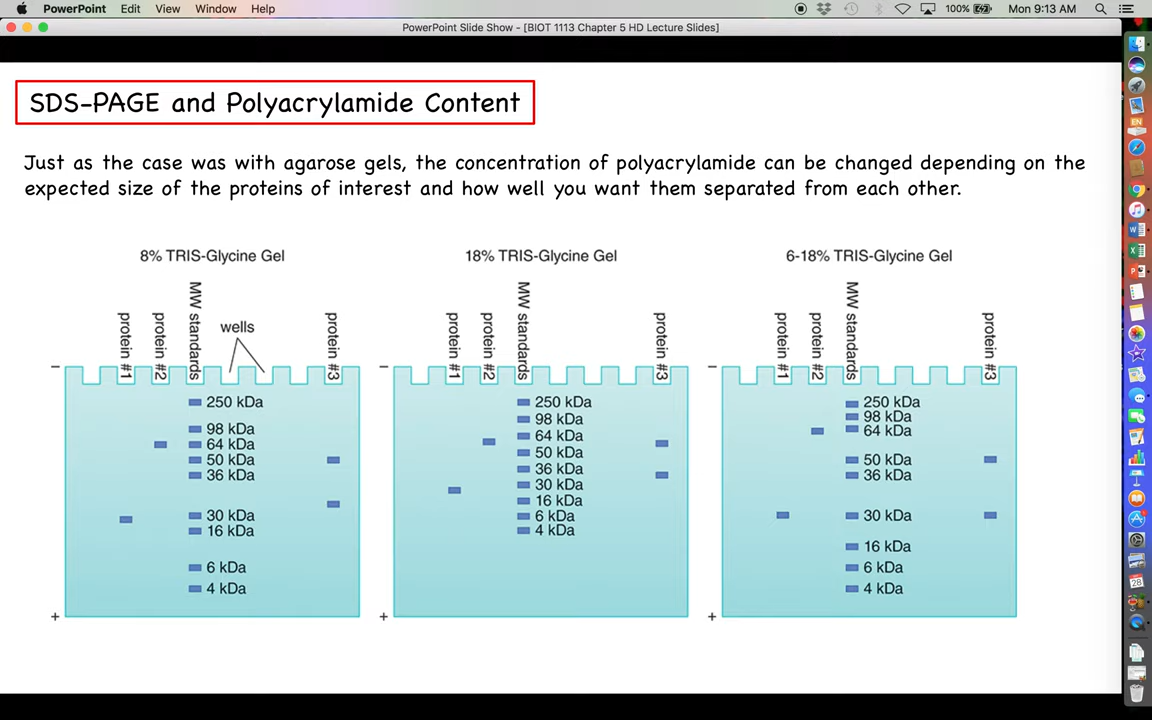 PowerPoint Edit View Window Help
100% Mon 9:13 AM
PowerPoint Slide Show - [BIOT 1113 Chapter 5 HD Lecture Slides]
SDS-PAGE and Polyacrylamide Content
Just as the case was with agarose gels, the concentration of polyacrylamide can be changed depending on the
expected size of the proteins of interest and how well you want them separated from each other.
8% TRIS-Glycine Gel
protein #1
protein #2
MW standards
wells
protein #3
−
250 kDa
98 kDa
64 kDa
50 kDa
36 kDa
30 kDa
16 kDa
6 kDa
4 kDa
+
18% TRIS-Glycine Gel
protein #1
protein #2
MW standards
protein #3
−
250 kDa
98 kDa
64 kDa
50 kDa
36 kDa
30 kDa
16 kDa
6 kDa
4 kDa
+
6-18% TRIS-Glycine Gel
protein #1
protein #2
MW standards
protein #3
−
250 kDa
98 kDa
64 kDa
50 kDa
36 kDa
30 kDa
16 kDa
6 kDa
4 kDa
+
EN
28